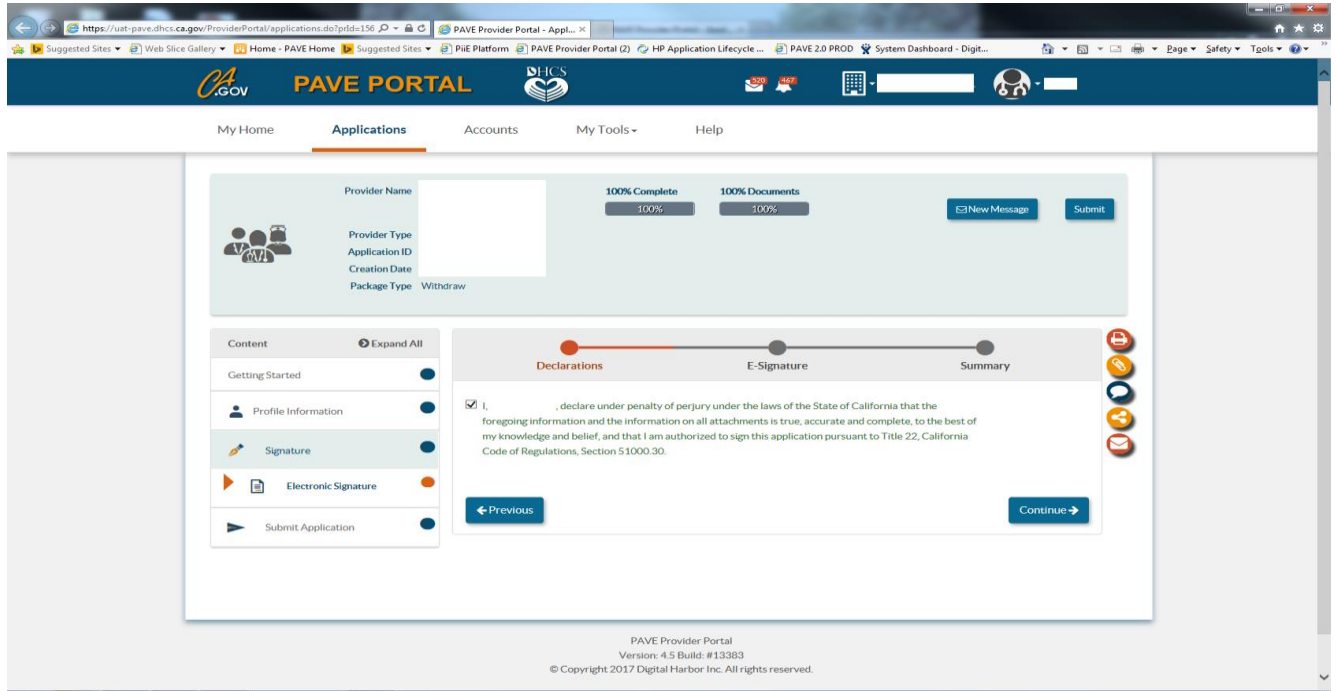 https://uat-pave.dhcs.ca.gov/ProviderPortal/applications.do?prId=156
PAVE Provider Portal - Appl...
Suggested Sites
Web Slice Gallery
Home - PAVE Home
Suggested Sites
PiiE Platform
PAVE Provider Portal (2)
HP Application Lifecycle ...
PAVE 2.0 PROD
System Dashboard - Digit...
Page
Safety
Tools
CA.GOV
PAVE PORTAL
DHCS
520
467
My Home
Applications
Accounts
My Tools
Help
Provider Name
100% Complete
100% Documents
100%
100%
New Message
Submit
Provider Type
Application ID
Creation Date
Package Type Withdraw
Content
Expand All
Getting Started
Profile Information
Signature
Electronic Signature
Submit Application
Declarations
E-Signature
Summary
I, , declare under penalty of perjury under the laws of the State of California that the
foregoing information and the information on all attachments is true, accurate and complete, to the best of
my knowledge and belief, and that I am authorized to sign this application pursuant to Title 22, California
Code of Regulations, Section 51000.30.
Previous
Continue
PAVE Provider Portal
Version: 4.5 Build: #13383
© Copyright 2017 Digital Harbor Inc. All rights reserved.